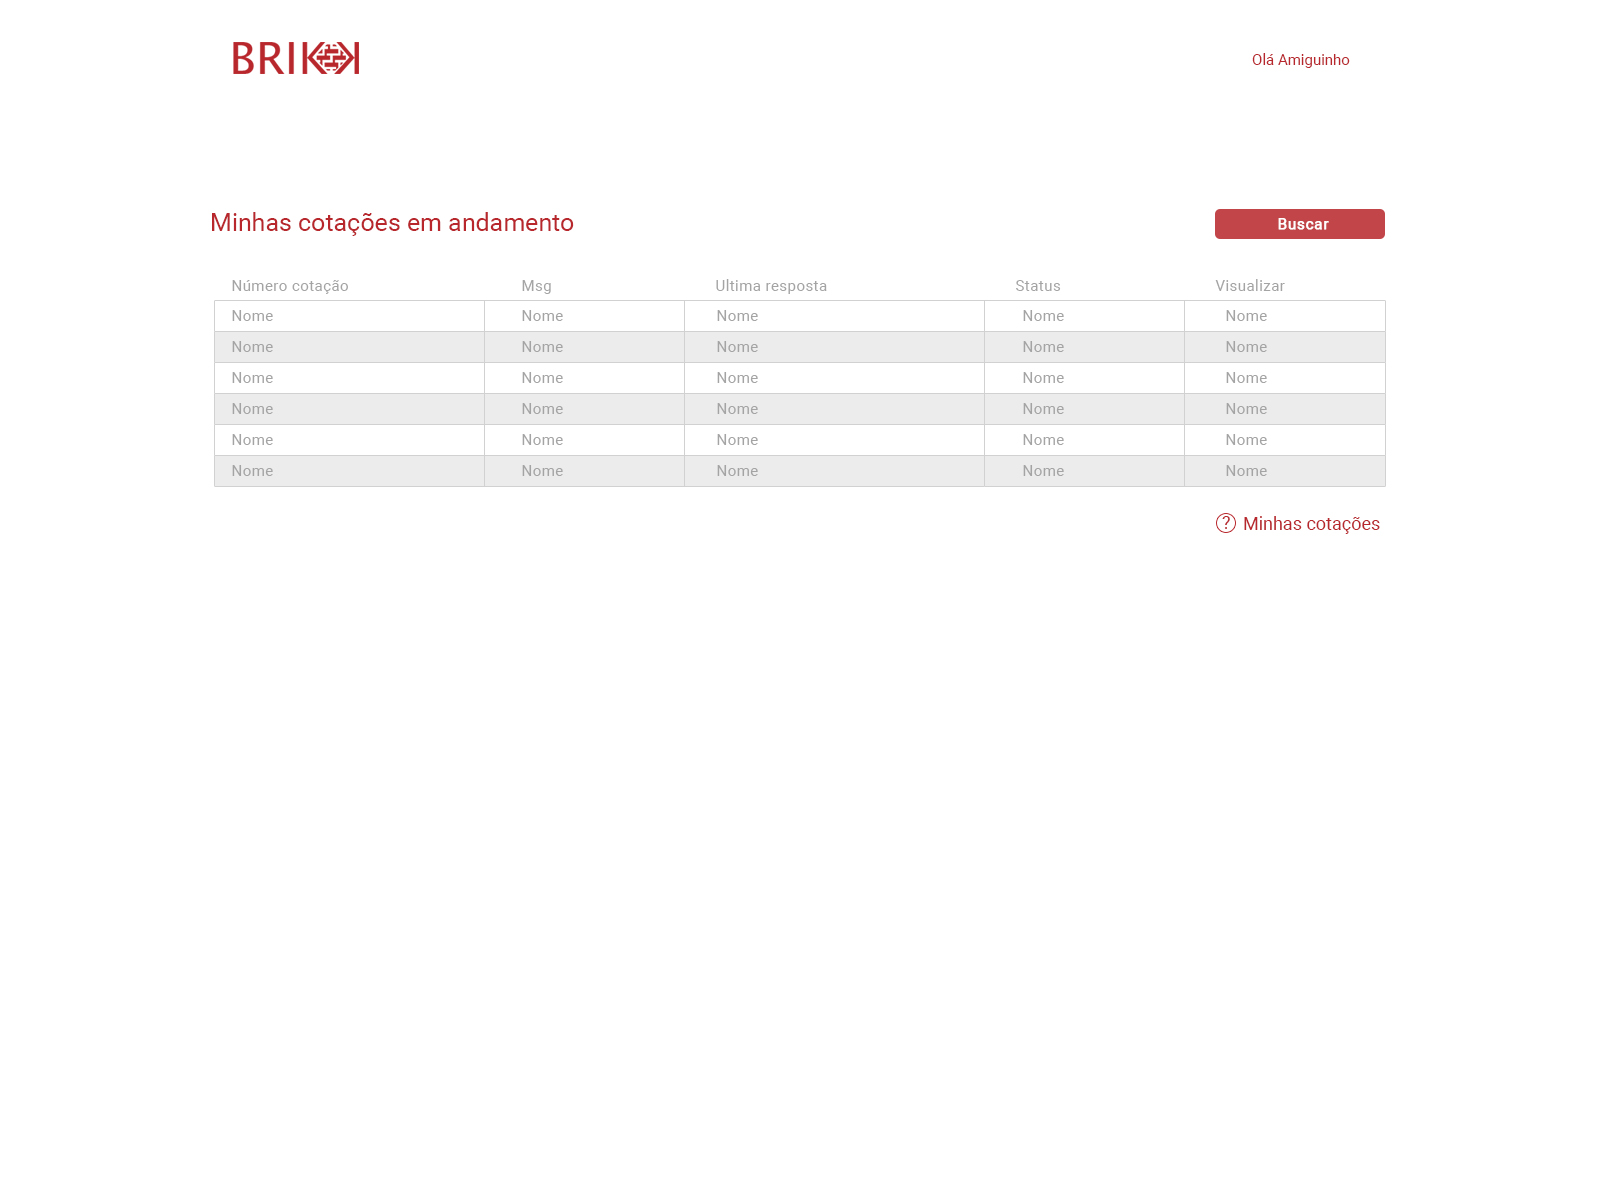 BRIKK
Olá Amiguinho
Minhas cotações em andamento
Buscar
Número cotação Msg Ultima resposta Status Visualizar
Nome Nome Nome Nome Nome
Nome Nome Nome Nome Nome
Nome Nome Nome Nome Nome
Nome Nome Nome Nome Nome
Nome Nome Nome Nome Nome
Nome Nome Nome Nome Nome
? Minhas cotações